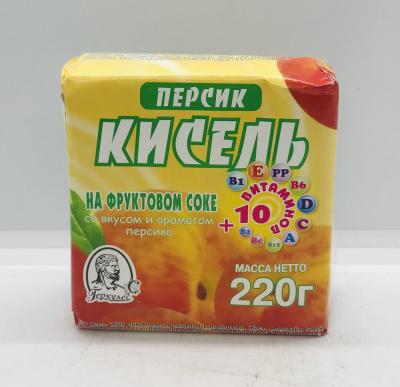 ПЕРСИК
КИСЕЛЬ
НА ФРУКТОВОМ СОКЕ
со вкусом и ароматом
персика
+10 ВИТАМИНОВ
B1 E PP B6 D C A B12 Bc B2
Геркулес
МАССА НЕТТО
220г